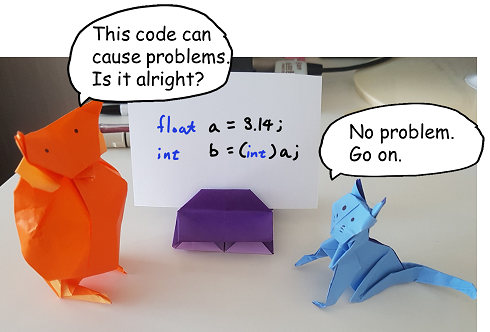 This code can
cause problems.
Is it alright?
float a = 3.14;
int b = (int)a;
No problem.
Go on.